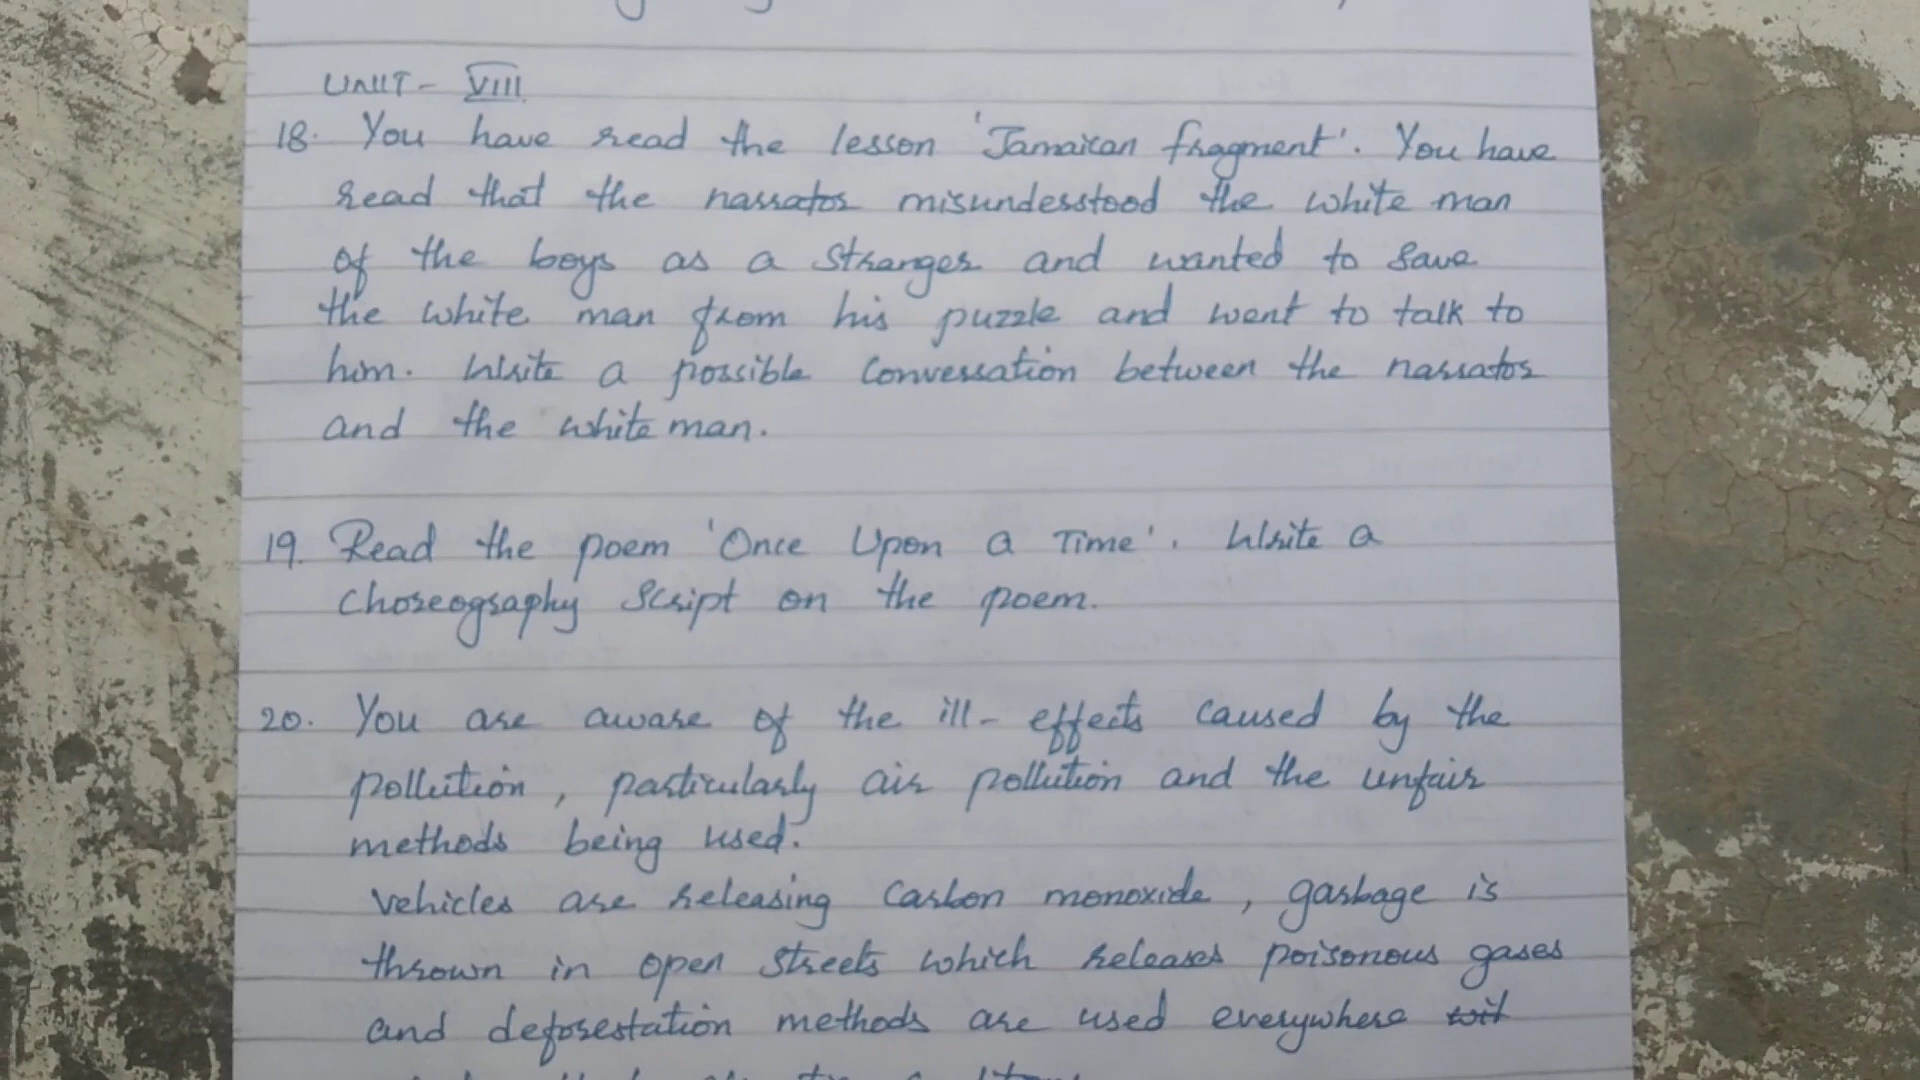 UNIT - VIII
18. You have read the lesson 'Jamaican fragment'. You have
read that the narrator misunderstood the white man
of the boys as a stranger and wanted to save
the white man from his puzzle and went to talk to
him. Write a possible conversation between the narrator
and the white man.
19. Read the poem 'Once Upon a Time'. Write a
choreography script on the poem.
20. You are aware of the ill-effects caused by the
pollution, particularly air pollution and the unfair
methods being used.
vehicles are releasing carbon monoxide, garbage is
thrown in open streets which releases poisonous gases
and deforestation methods are used everywhere